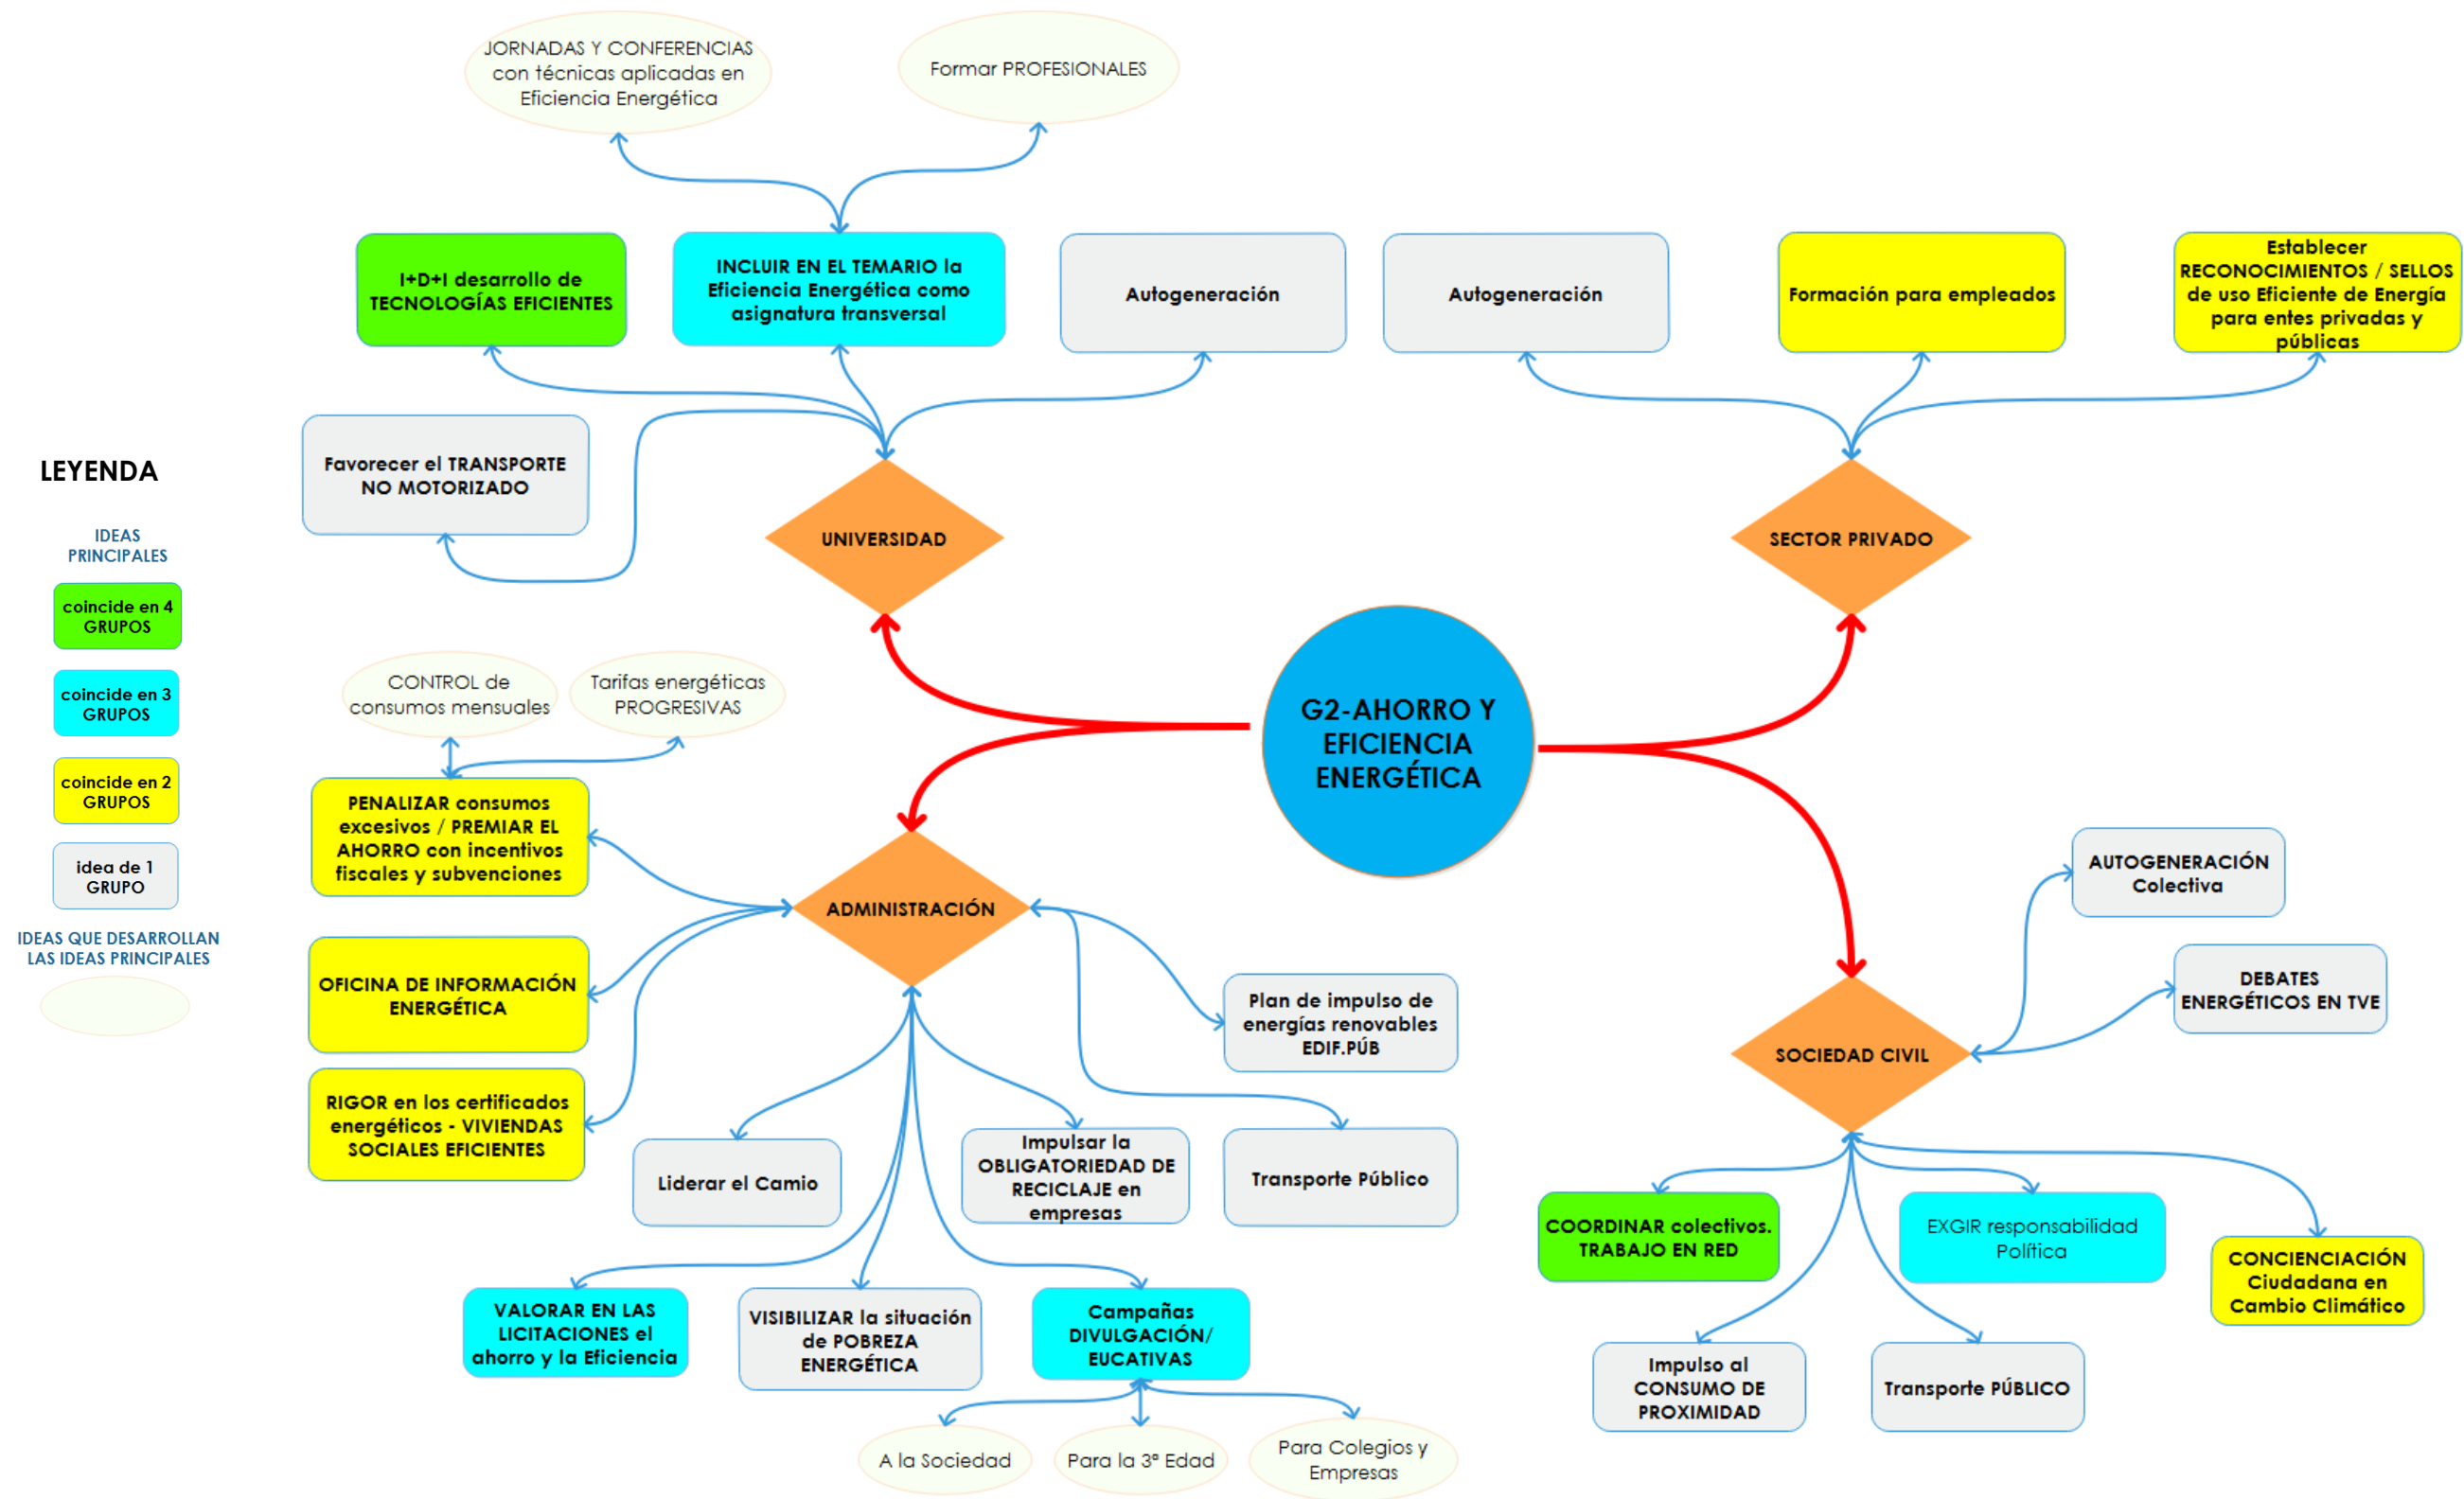 JORNADAS Y CONFERENCIAS
con técnicas aplicadas en
Eficiencia Energética
Formar PROFESIONALES
I+D+I desarrollo de
TECNOLOGÍAS EFICIENTES
INCLUIR EN EL TEMARIO la
Eficiencia Energética como
asignatura transversal
Autogeneración
Autogeneración
Formación para empleados
Establecer
RECONOCIMIENTOS / SELLOS
de uso Eficiente de Energía
para entes privadas y
públicas
Favorecer el TRANSPORTE
NO MOTORIZADO
UNIVERSIDAD
SECTOR PRIVADO
LEYENDA
IDEAS
PRINCIPALES
coincide en 4
GRUPOS
coincide en 3
GRUPOS
coincide en 2
GRUPOS
idea de 1
GRUPO
IDEAS QUE DESARROLLAN
LAS IDEAS PRINCIPALES
G2-AHORRO Y
EFICIENCIA
ENERGÉTICA
CONTROL de
consumos mensuales
Tarifas energéticas
PROGRESIVAS
PENALIZAR consumos
excesivos / PREMIAR EL
AHORRO con incentivos
fiscales y subvenciones
ADMINISTRACIÓN
OFICINA DE INFORMACIÓN
ENERGÉTICA
RIGOR en los certificados
energéticos - VIVIENDAS
SOCIALES EFICIENTES
Plan de impulso de
energías renovables
EDIF.PÚB
Liderar el Camio
Impulsar la
OBLIGATORIEDAD DE
RECICLAJE en
empresas
Transporte Público
VALORAR EN LAS
LICITACIONES el
ahorro y la Eficiencia
VISIBILIZAR la situación
de POBREZA
ENERGÉTICA
Campañas
DIVULGACIÓN/
EUCATIVAS
A la Sociedad
Para la 3ª Edad
Para Colegios y
Empresas
AUTOGENERACIÓN
Colectiva
DEBATES
ENERGÉTICOS EN TVE
SOCIEDAD CIVIL
COORDINAR colectivos.
TRABAJO EN RED
EXGIR responsabilidad
Política
CONCIENCIACIÓN
Ciudadana en
Cambio Climático
Impulso al
CONSUMO DE
PROXIMIDAD
Transporte PÚBLICO